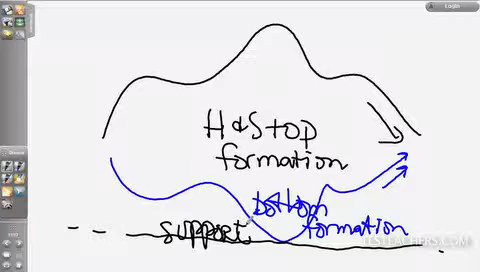 Login
H & S top
formation
bottom
formation
support
TESTEACHERS.COM